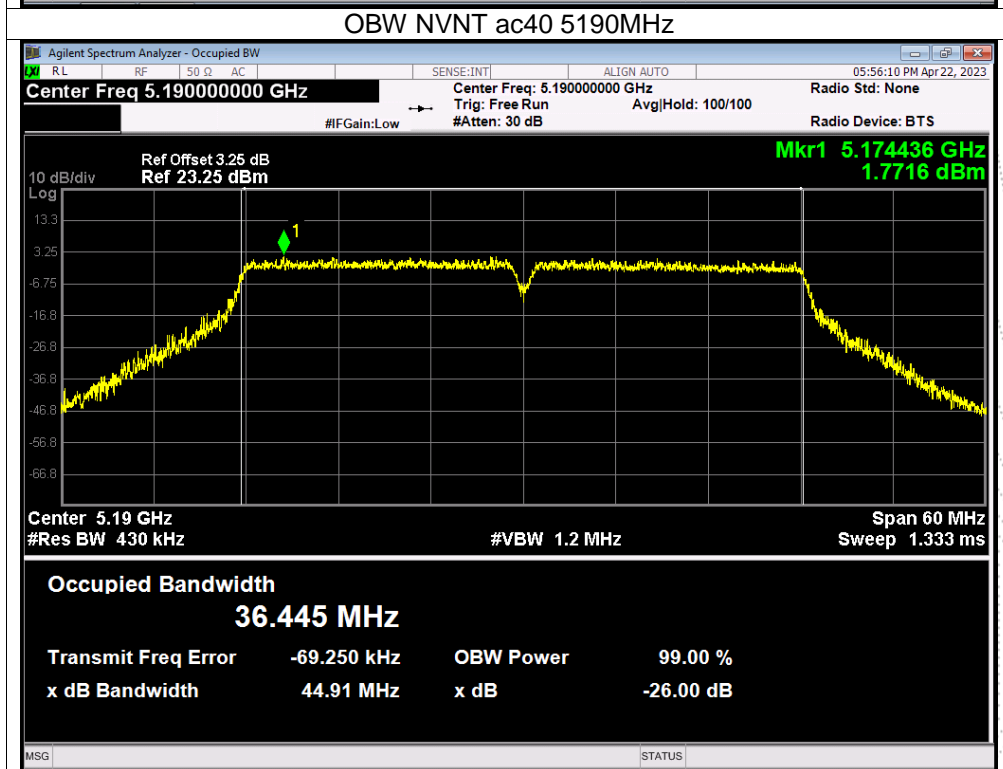 OBW NVNT ac40 5190MHz
Agilent Spectrum Analyzer - Occupied BW
LXI RL RF 50 Ω AC SENSE:INT ALIGN AUTO 05:56:10 PM Apr 22, 2023
Center Freq 5.190000000 GHz Center Freq: 5.190000000 GHz Radio Std: None
Trig: Free Run Avg|Hold: 100/100
#IFGain:Low #Atten: 30 dB Radio Device: BTS
Mkr1 5.174436 GHz
1.7716 dBm
Ref Offset 3.25 dB
10 dB/div Ref 23.25 dBm
Log
13.3
1
3.25
-6.75
-16.8
-26.8
-36.8
-46.8
-56.8
-66.8
Center 5.19 GHz Span 60 MHz
#Res BW 430 kHz #VBW 1.2 MHz Sweep 1.333 ms
Occupied Bandwidth
36.445 MHz
Transmit Freq Error -69.250 kHz OBW Power 99.00 %
x dB Bandwidth 44.91 MHz x dB -26.00 dB
MSG STATUS